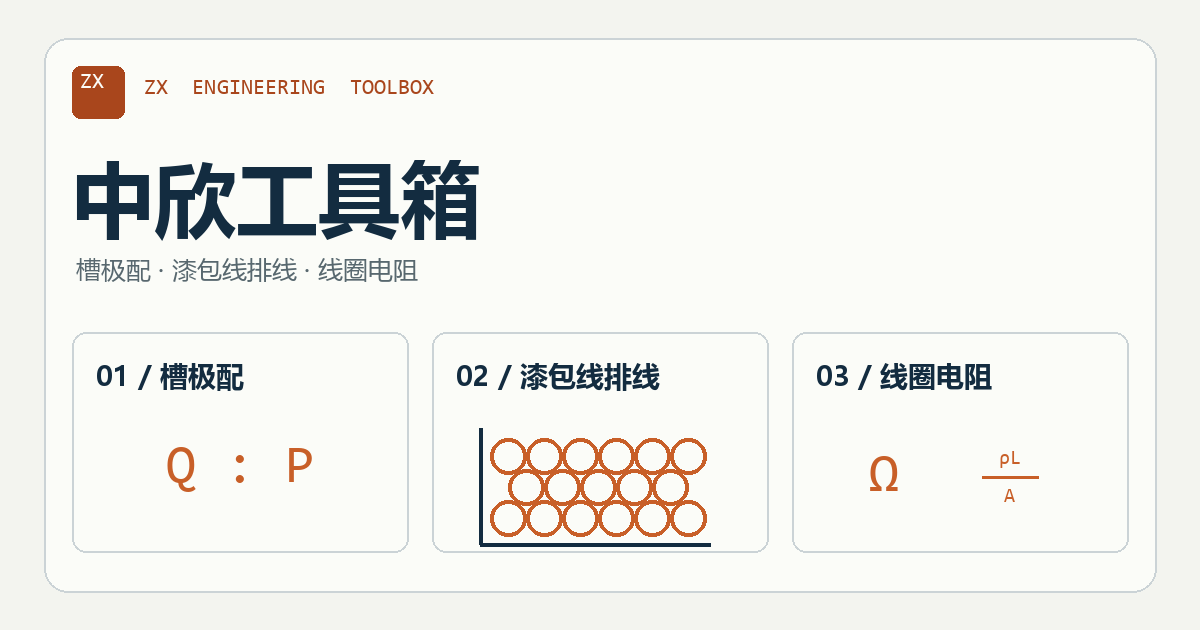 ZX
ZX ENGINEERING TOOLBOX
中欣工具箱
槽极配 · 漆包线排线 · 线圈电阻
01 / 槽极配
Q : P
02 / 漆包线排线
03 / 线圈电阻
Ω
ρL
A